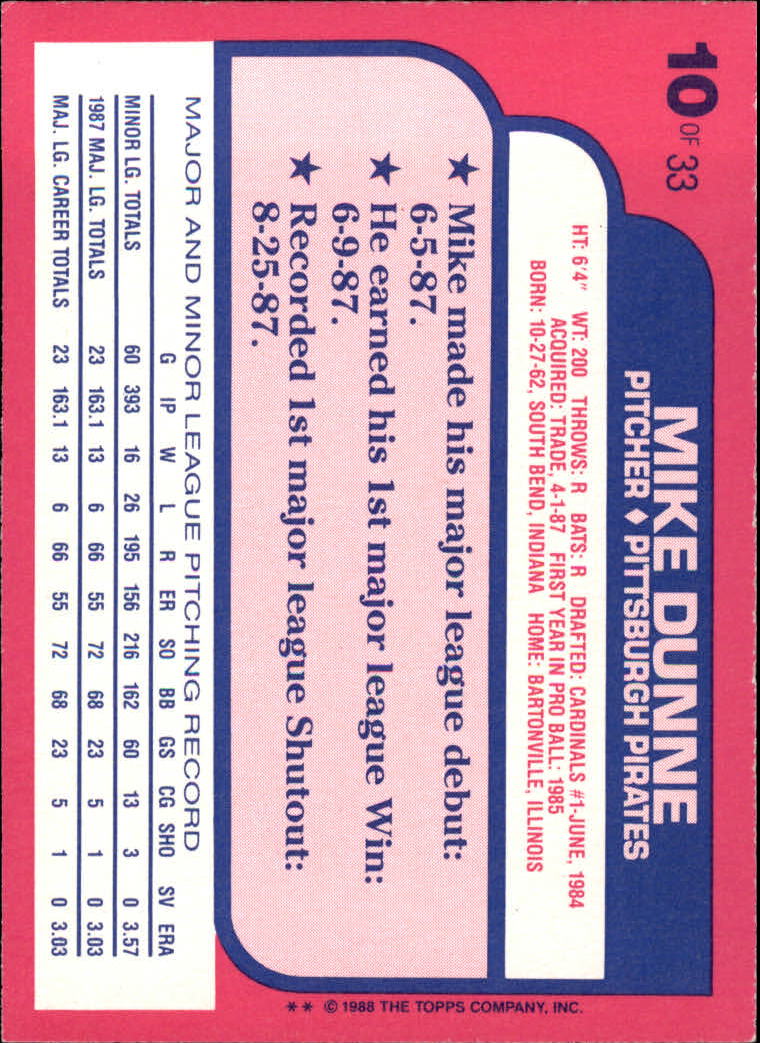 10 OF 33
MIKE DUNNE
PITCHER ♦ PITTSBURGH PIRATES
HT: 6'4" WT: 200 THROWS: R BATS: R DRAFTED: CARDINALS #1-JUNE, 1984
ACQUIRED: TRADE, 4-1-87 FIRST YEAR IN PRO BALL: 1985
BORN: 10-27-62, SOUTH BEND, INDIANA HOME: BARTONVILLE, ILLINOIS
★ Mike made his major league debut:
6-5-87.
★ He earned his 1st major league Win:
6-9-87.
★ Recorded 1st major league Shutout:
8-25-87.
MAJOR AND MINOR LEAGUE PITCHING RECORD
G IP W L R ER SO BB GS CG SHO SV ERA
MINOR LG. TOTALS 60 393 16 26 195 156 216 162 60 13 3 0 3.57
1987 MAJ. LG. TOTALS 23 163.1 13 6 66 55 72 68 23 5 1 0 3.03
MAJ. LG. CAREER TOTALS 23 163.1 13 6 66 55 72 68 23 5 1 0 3.03
** © 1988 THE TOPPS COMPANY, INC.